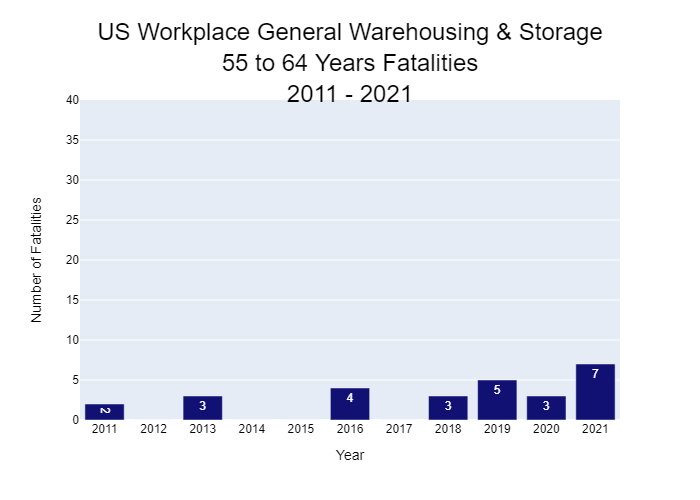 US Workplace General Warehousing & Storage
55 to 64 Years Fatalities
2011 - 2021
40
35
30
25
20
15
10
5
0
Number of Fatalities
2
3
4
3
5
3
7
2011 2012 2013 2014 2015 2016 2017 2018 2019 2020 2021
Year